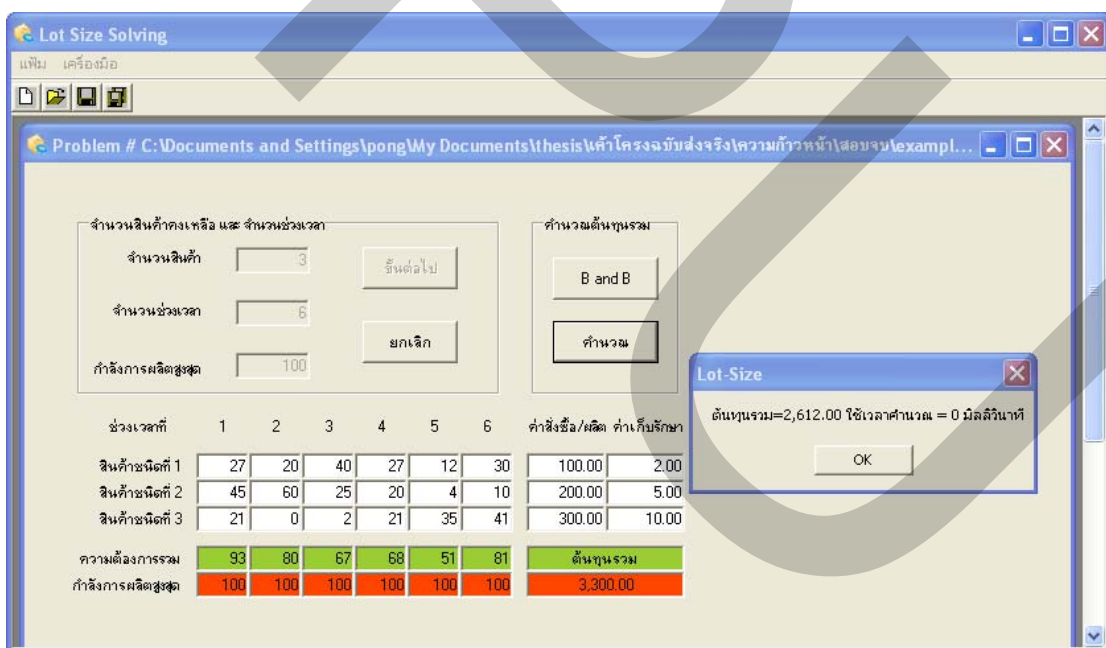 Lot Size Solving
แฟ้ม เครื่องมือ
Problem # C:\Documents and Settings\pong\My Documents\thesis\เค้าโครงฉบับส่งจริง\ความก้าวหน้า\สอบจบ\exampl...
จำนวนสินค้าคงเหลือ และ จำนวนช่วงเวลา
คำนวณต้นทุนรวม
จำนวนสินค้า 3 ขั้นต่อไป
B and B
จำนวนช่วงเวลา 6
ยกเลิก คำนวณ
กำลังการผลิตสูงสุด 100
Lot-Size
ต้นทุนรวม=2,612.00 ใช้เวลาคำนวณ = 0 มิลลิวินาที
OK
ช่วงเวลาที่ 1 2 3 4 5 6 ค่าสั่งซื้อ/ผลิต ค่าเก็บรักษา
สินค้าชนิดที่ 1 27 20 40 27 12 30 100.00 2.00
สินค้าชนิดที่ 2 45 60 25 20 4 10 200.00 5.00
สินค้าชนิดที่ 3 21 0 2 21 35 41 300.00 10.00
ความต้องการรวม 93 80 67 68 51 81 ต้นทุนรวม
กำลังการผลิตสูงสุด 100 100 100 100 100 100 3,300.00